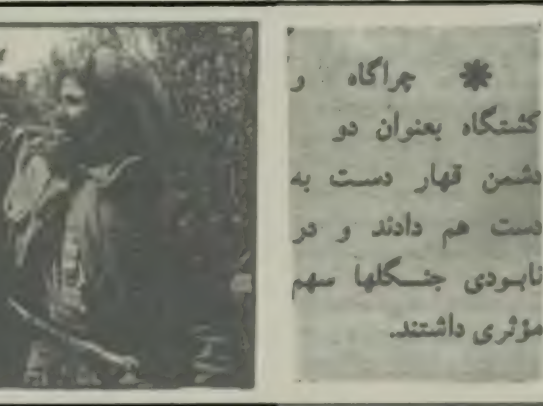 ✱ چراگاه و
کشتگاه بعنوان دو
دشمن قهار دست به
دست هم دادند و در
نابودی جنگلها سهم
مؤثری داشتند.